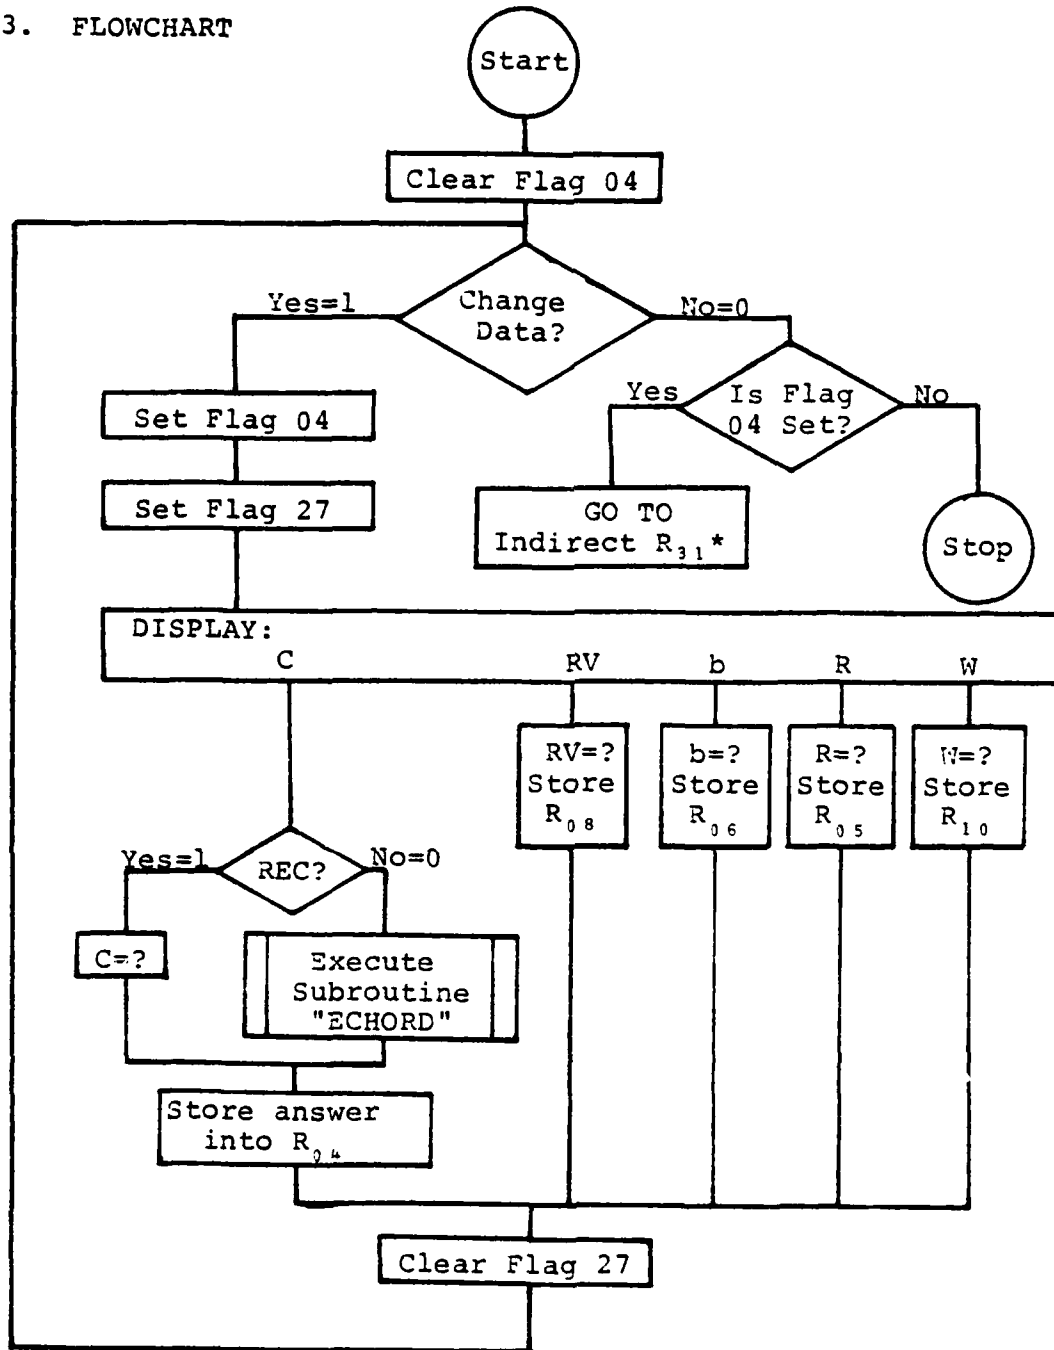 3. FLOWCHART
Start
Clear Flag 04
Change
Data?
Yes=1
No=0
Set Flag 04
Set Flag 27
Is Flag
04 Set?
Yes
No
GO TO
Indirect R₃₁*
Stop
DISPLAY:
C RV b R W
RV=?
Store
R₀₈
b=?
Store
R₀₆
R=?
Store
R₀₅
W=?
Store
R₁₀
REC?
Yes=1
No=0
C=?
Execute
Subroutine
"ECHORD"
Store answer
into R₀₄
Clear Flag 27